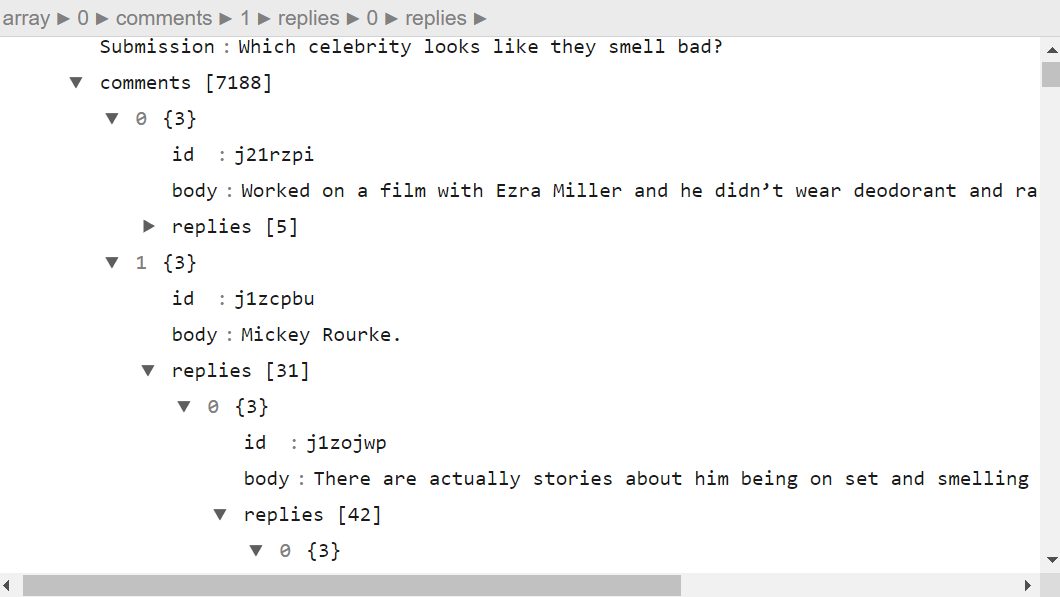 array ▶ 0 ▶ comments ▶ 1 ▶ replies ▶ 0 ▶ replies ▶
Submission : Which celebrity looks like they smell bad?
▼ comments [7188]
▼ 0 {3}
id : j21rzpi
body : Worked on a film with Ezra Miller and he didn’t wear deodorant and ra
▶ replies [5]
▼ 1 {3}
id : j1zcpbu
body : Mickey Rourke.
▼ replies [31]
▼ 0 {3}
id : j1zojwp
body : There are actually stories about him being on set and smelling
▼ replies [42]
▼ 0 {3}